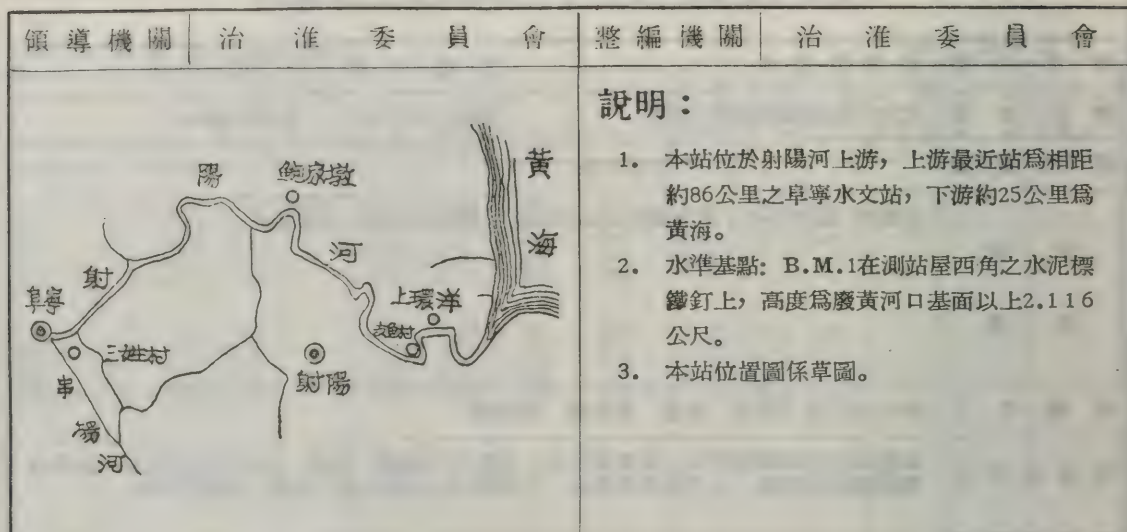 領導機關 治淮委員會 整編機關 治淮委員會
說明：
1. 本站位於射陽河上游，上游最近站爲相距
約86公里之阜寧水文站，下游約25公里爲
黃海。
2. 水準基點：B.M.1在測站屋西角之水泥標
鐵釘上，高度爲廢黃河口基面以上2.116
公尺。
3. 本站位置圖係草圖。
黃海
陽
鮑家墩
河
射
上環洋
阜寧
三姓村
射陽
串
場
河